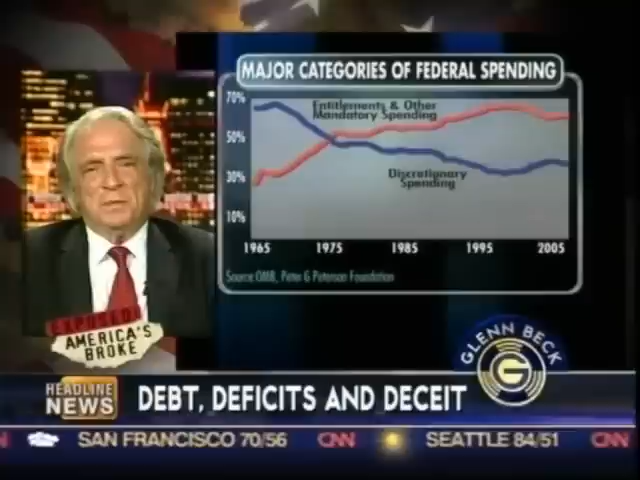 MAJOR CATEGORIES OF FEDERAL SPENDING
70%
50%
30%
10%
Entitlements & Other
Mandatory Spending
Discretionary
Spending
1965 1975 1985 1995 2005
Source OMB, Peter G Peterson Foundation
EXPOSED!
AMERICA'S
BROKE
GLENN BECK
G
HEADLINE
NEWS
DEBT, DEFICITS AND DECEIT
N SAN FRANCISCO 70/56 CNN SEATTLE 84/51 CNN